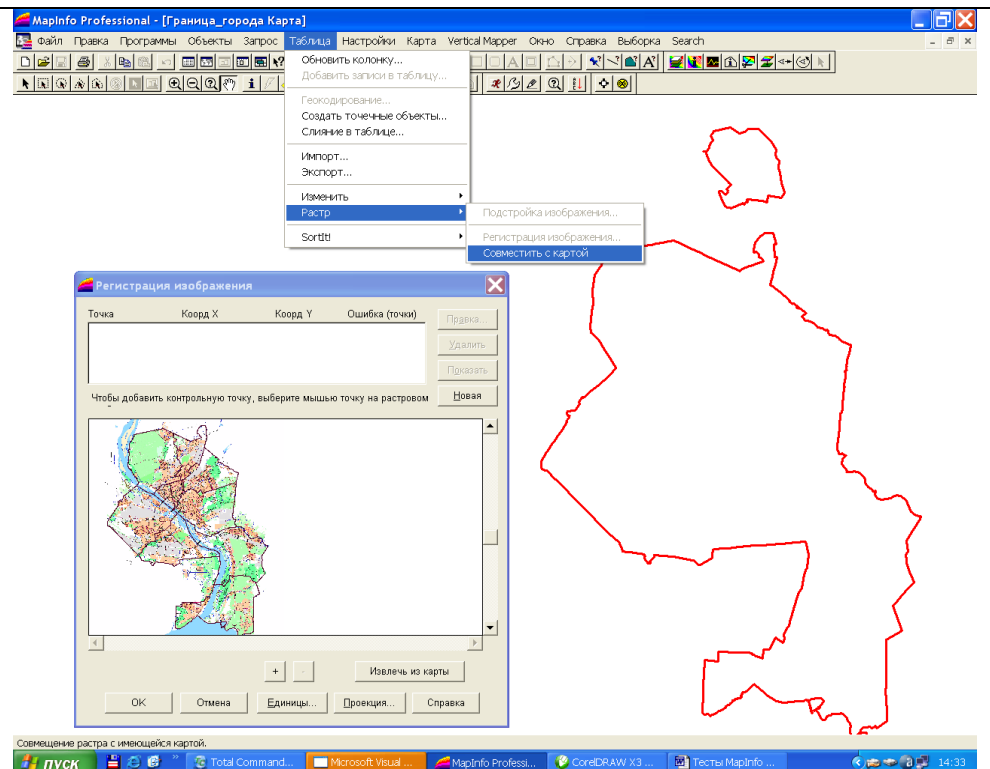 MapInfo Professional - [Граница_города Карта]
Файл Правка Программы Объекты Запрос Таблица Настройки Карта Vertical Mapper Окно Справка Выборка Search
Обновить колонку...
Добавить записи в таблицу...
Геокодирование...
Создать точечные объекты...
Слияние в таблице...
Импорт...
Экспорт...
Изменить
Растр
SortIt!
Подстройка изображения...
Регистрация изображения...
Совместить с картой
Регистрация изображения
Точка Коорд X Коорд Y Ошибка (точки)
Правка...
Удалить
Показать
Новая
Чтобы добавить контрольную точку, выберите мышью точку на растровом
+ - Извлечь из карты
OK Отмена Единицы... Проекция... Справка
Совмещение растра с имеющейся картой.
пуск Total Command... Microsoft Visual ... MapInfo Professi... CorelDRAW X3 ... Тесты MapInfo ... 14:33